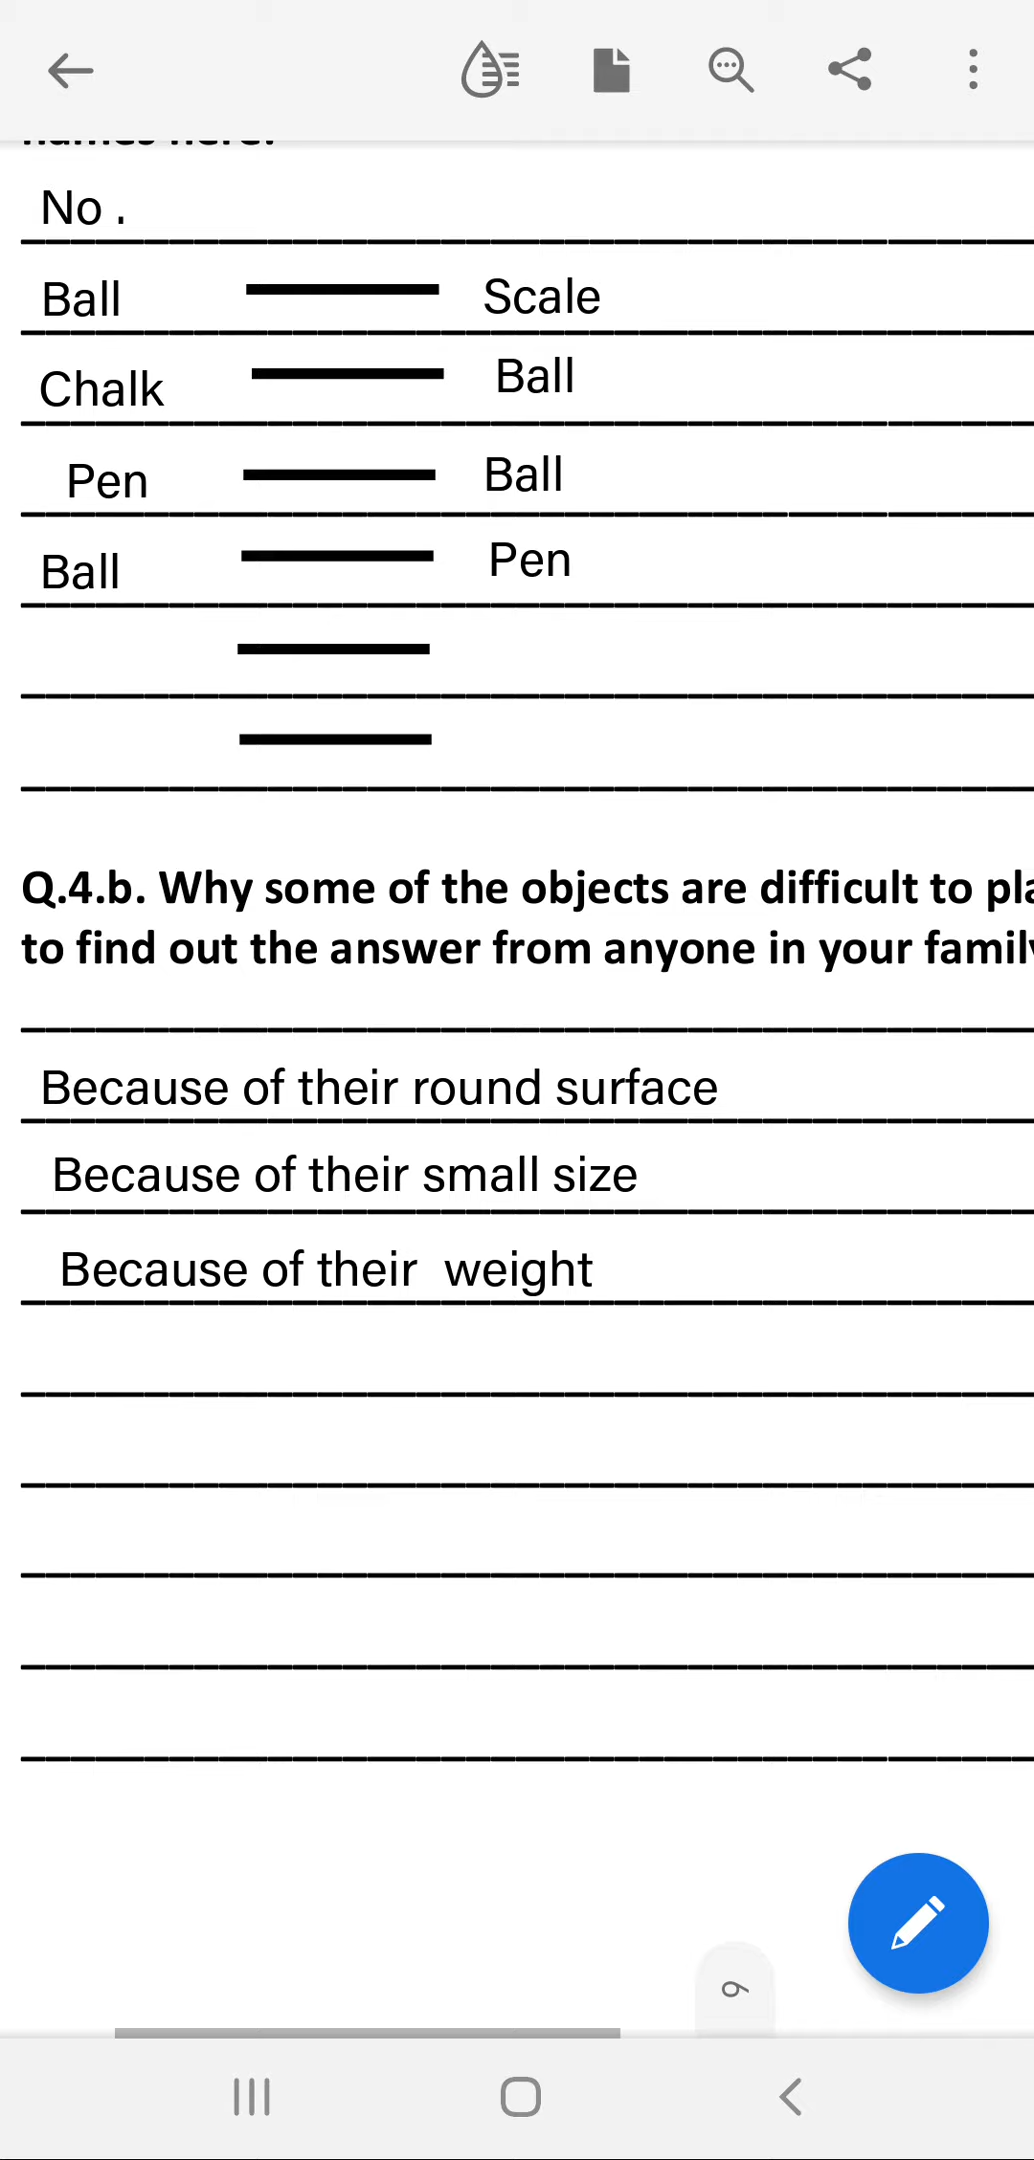 No .
Ball Scale
Chalk Ball
Pen Ball
Ball Pen
Q.4.b. Why some of the objects are difficult to
to find out the answer from anyone in your
Because of their round surface
Because of their small size
Because of their weight
9